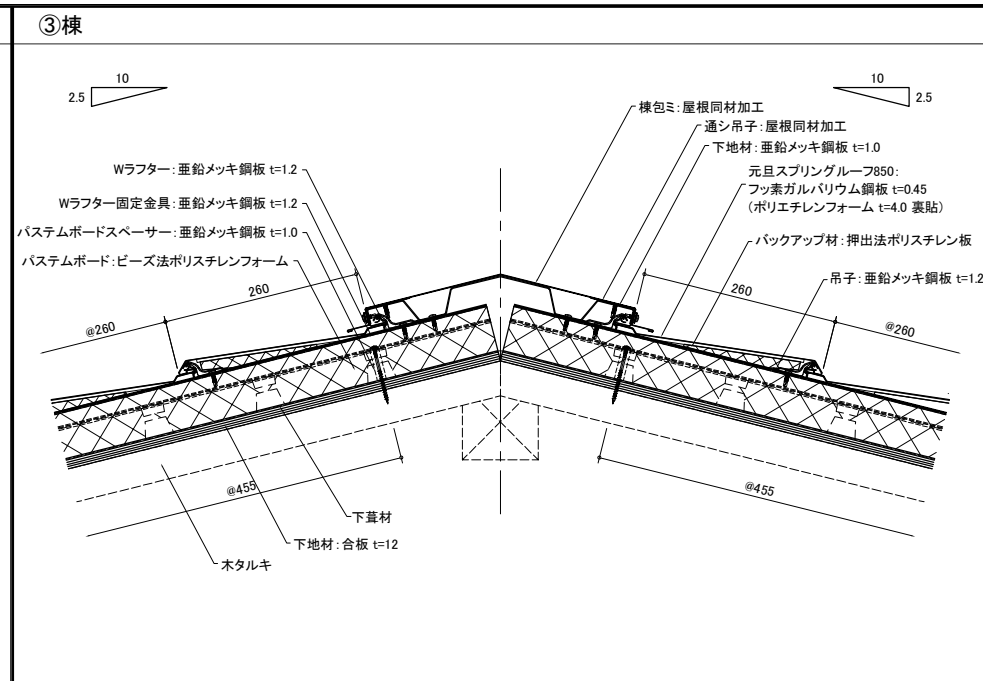 ③棟
10
2.5
10
2.5
棟包ミ：屋根同材加工
通シ吊子：屋根同材加工
下地材：亜鉛メッキ鋼板 t=1.0
元旦スプリングルーフ850：
フッ素ガルバリウム鋼板 t=0.45
（ポリエチレンフォーム t=4.0 裏貼）
バックアップ材：押出法ポリスチレン板
吊子：亜鉛メッキ鋼板 t=1.2
Wラフター：亜鉛メッキ鋼板 t=1.2
Wラフター固定金具：亜鉛メッキ鋼板 t=1.2
パステムボードスペーサー：亜鉛メッキ鋼板 t=1.0
パステムボード：ビーズ法ポリスチレンフォーム
260
@260
260
@260
@455
@455
下葺材
下地材：合板 t=12
木タルキ